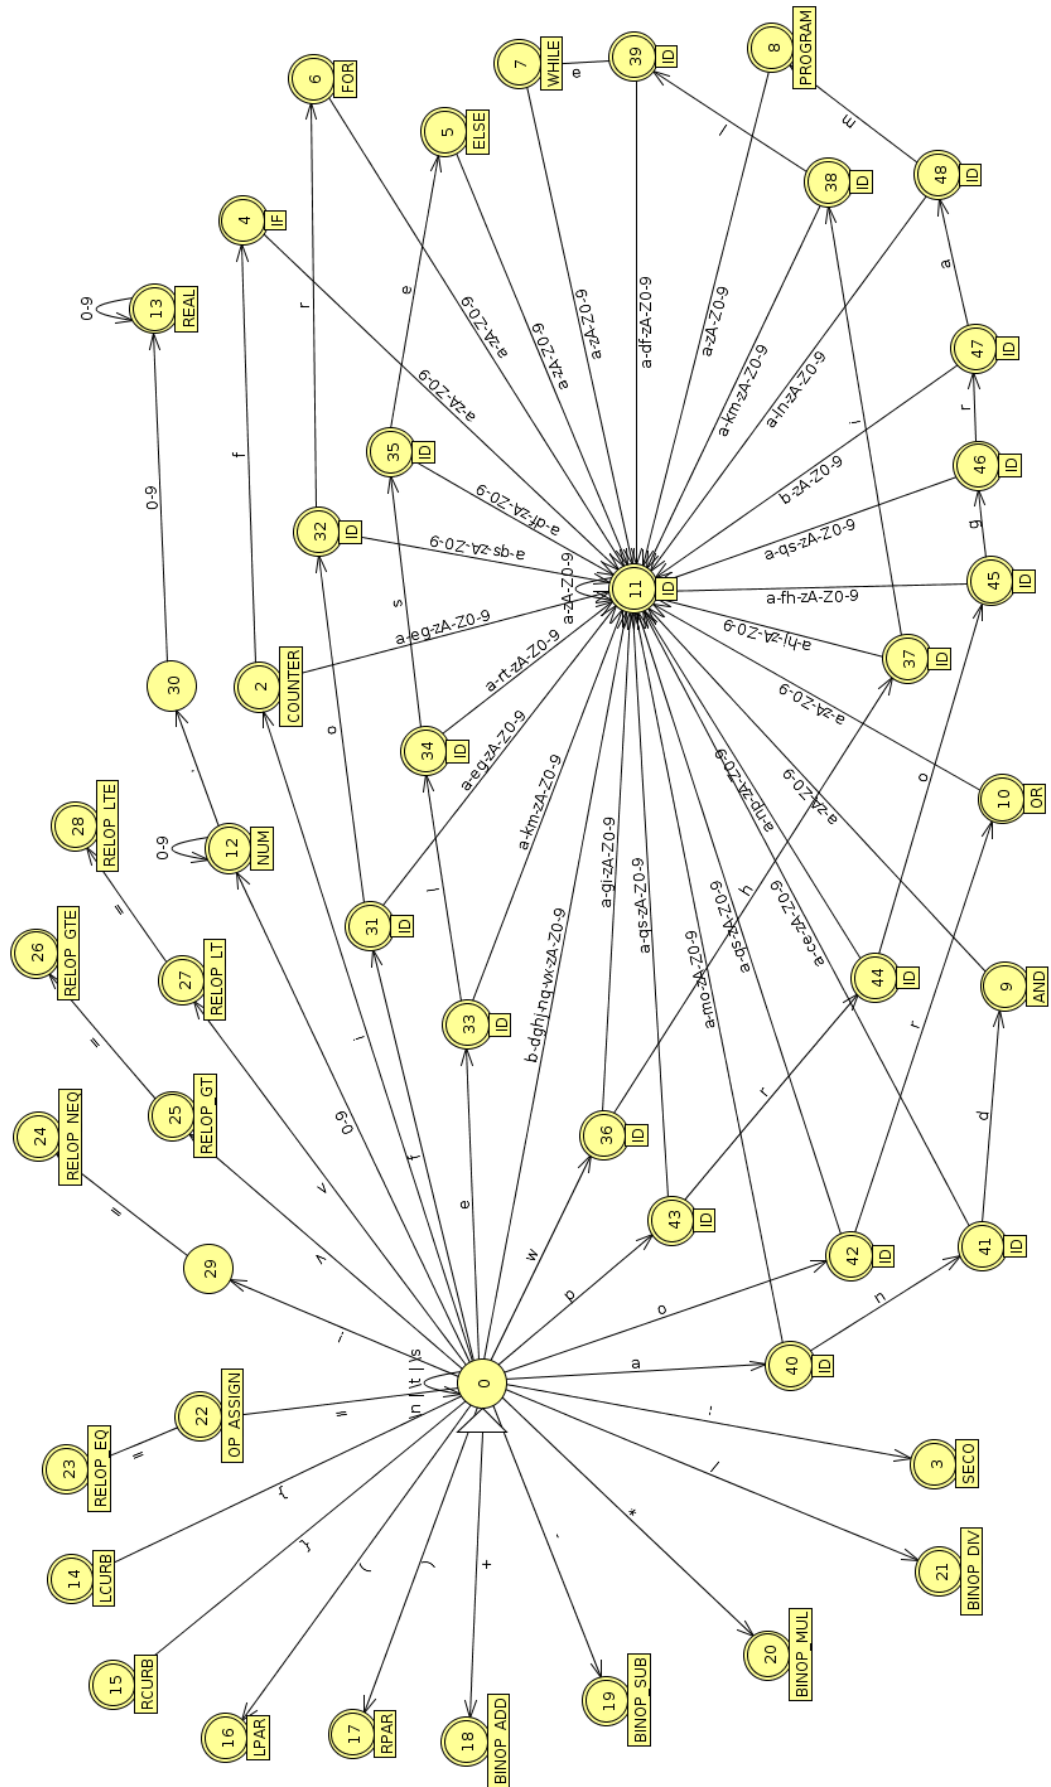 23
RELOP_EQ
=
22
OP_ASSIGN
=
14
LCURB
{
15
RCURB
}
16
LPAR
(
17
RPAR
)
18
BINOP_ADD
+
19
BINOP_SUB
-
20
BINOP_MUL
*
21
BINOP_DIV
/
3
SECO
;
0
\n | \t | \s
!
29
=
24
RELOP_NEQ
>
25
RELOP_GT
=
26
RELOP_GTE
<
27
RELOP_LT
=
28
RELOP_LTE
0-9
12
NUM
0-9
.
30
0-9
13
REAL
0-9
i
2
COUNTER
f
4
IF
a-eg-zA-Z0-9
a-zA-Z0-9
f
31
ID
o
32
ID
r
6
FOR
a-eg-zA-Z0-9
a-qs-zA-Z0-9
a-zA-Z0-9
e
33
ID
l
34
ID
s
35
ID
e
5
ELSE
a-km-zA-Z0-9
a-rt-zA-Z0-9
a-df-zA-Z0-9
a-zA-Z0-9
b-dghj-nq-vx-zA-Z0-9
11
ID
a-zA-Z0-9
w
36
ID
h
37
ID
i
38
ID
l
39
ID
e
7
WHILE
a-gi-zA-Z0-9
a-hj-zA-Z0-9
a-km-zA-Z0-9
a-df-zA-Z0-9
a-zA-Z0-9
p
43
ID
r
44
ID
o
45
ID
g
46
ID
r
47
ID
a
48
ID
m
8
PROGRAM
a-qs-zA-Z0-9
a-np-zA-Z0-9
a-fh-zA-Z0-9
a-qs-zA-Z0-9
b-zA-Z0-9
a-ln-zA-Z0-9
a-zA-Z0-9
o
42
ID
r
10
OR
a-qs-zA-Z0-9
a-zA-Z0-9
a
40
ID
n
41
ID
d
9
AND
a-mo-zA-Z0-9
a-ce-zA-Z0-9
a-zA-Z0-9